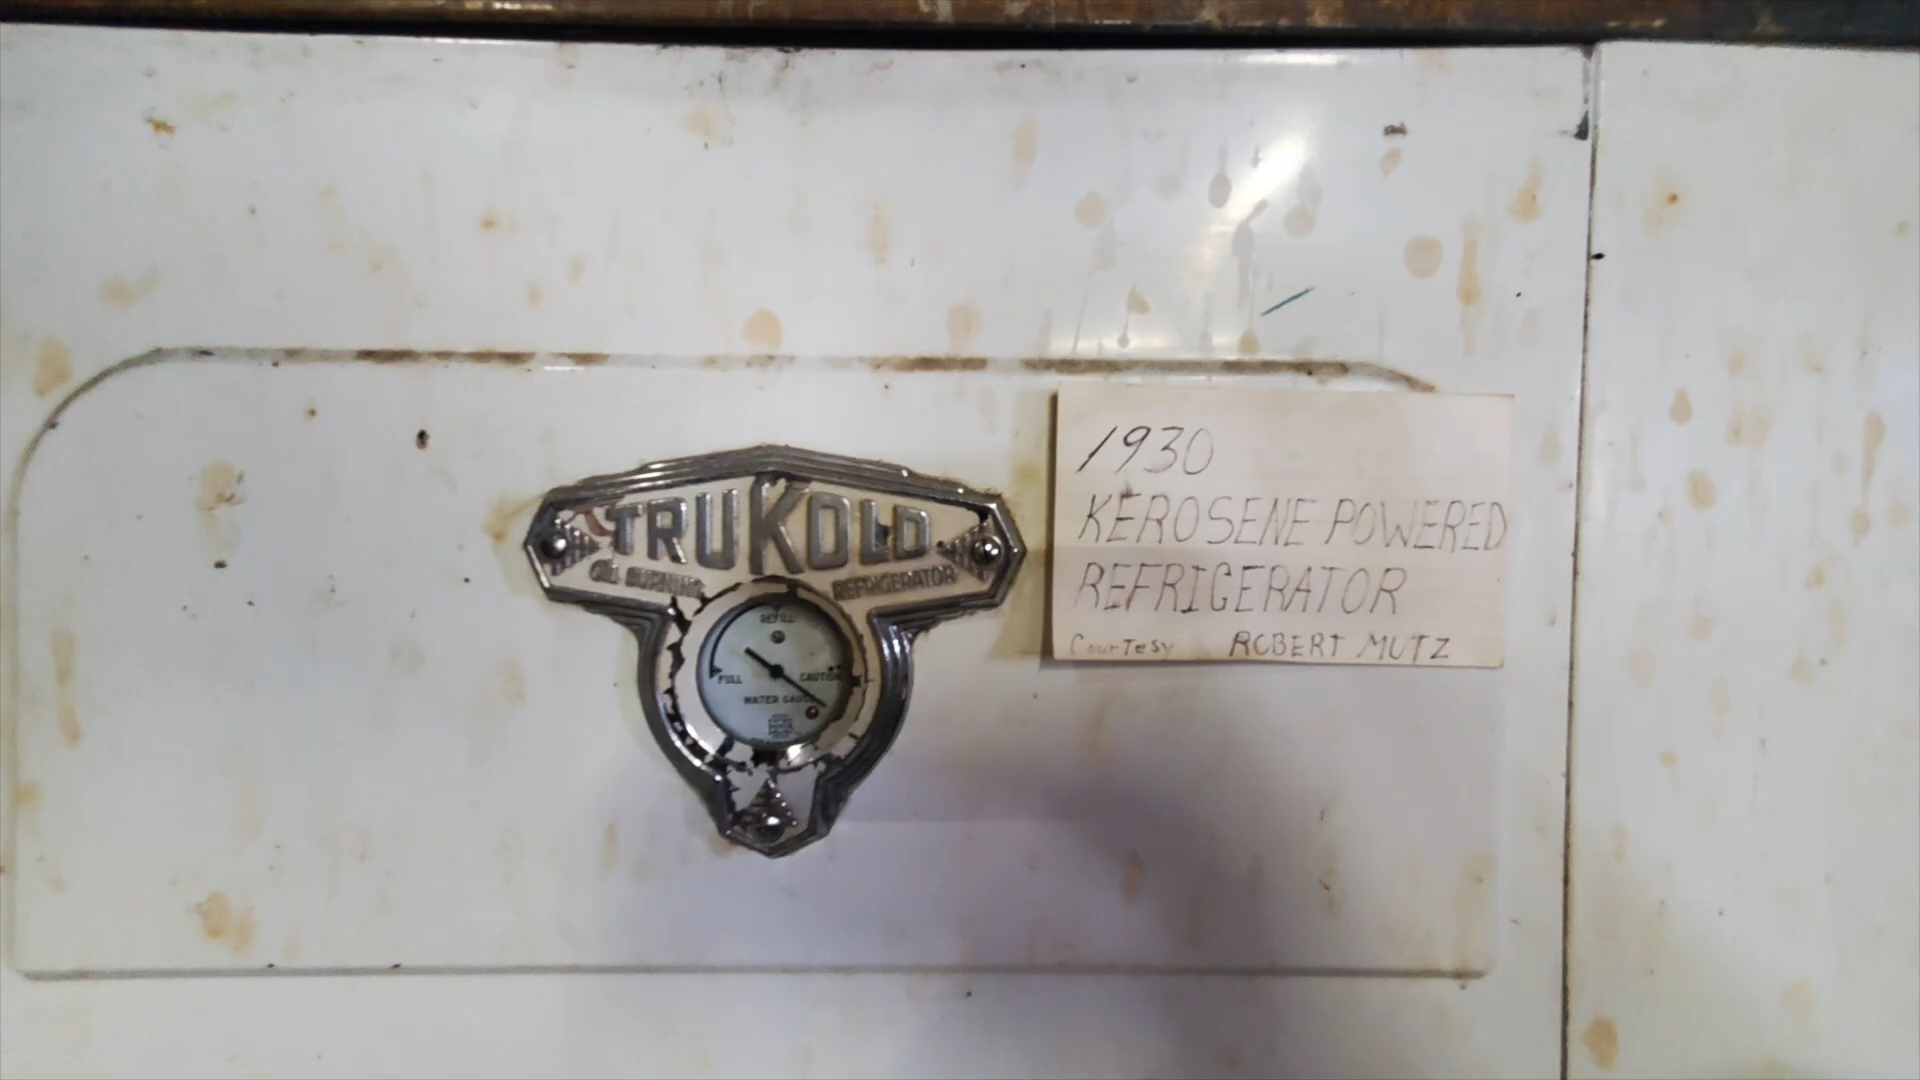 TRUKOLD
OIL BURNING REFRIGERATOR
REFILL
FULL CAUTION
WATER GAUGE
1930
KEROSENE POWERED
REFRIGERATOR
Courtesy ROBERT MUTZ